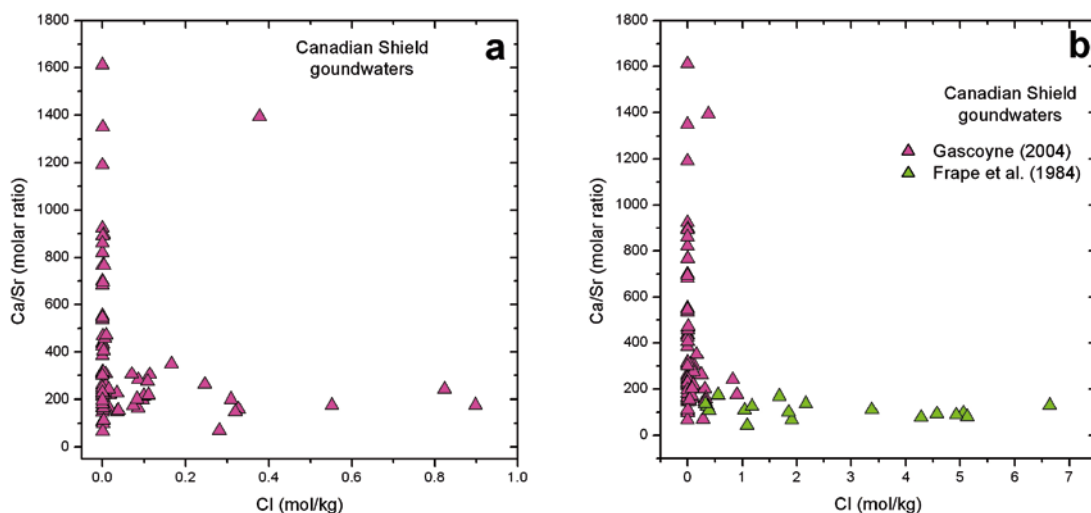 1800
1600
1400
1200
1000
800
600
400
200
0
Ca/Sr (molar ratio)
Canadian Shield
goundwaters
a
0.0 0.2 0.4 0.6 0.8 1.0
Cl (mol/kg)
1800
1600
1400
1200
1000
800
600
400
200
0
Ca/Sr (molar ratio)
b
Canadian Shield
goundwaters
Gascoyne (2004)
Frape et al. (1984)
0 1 2 3 4 5 6 7
Cl (mol/kg)